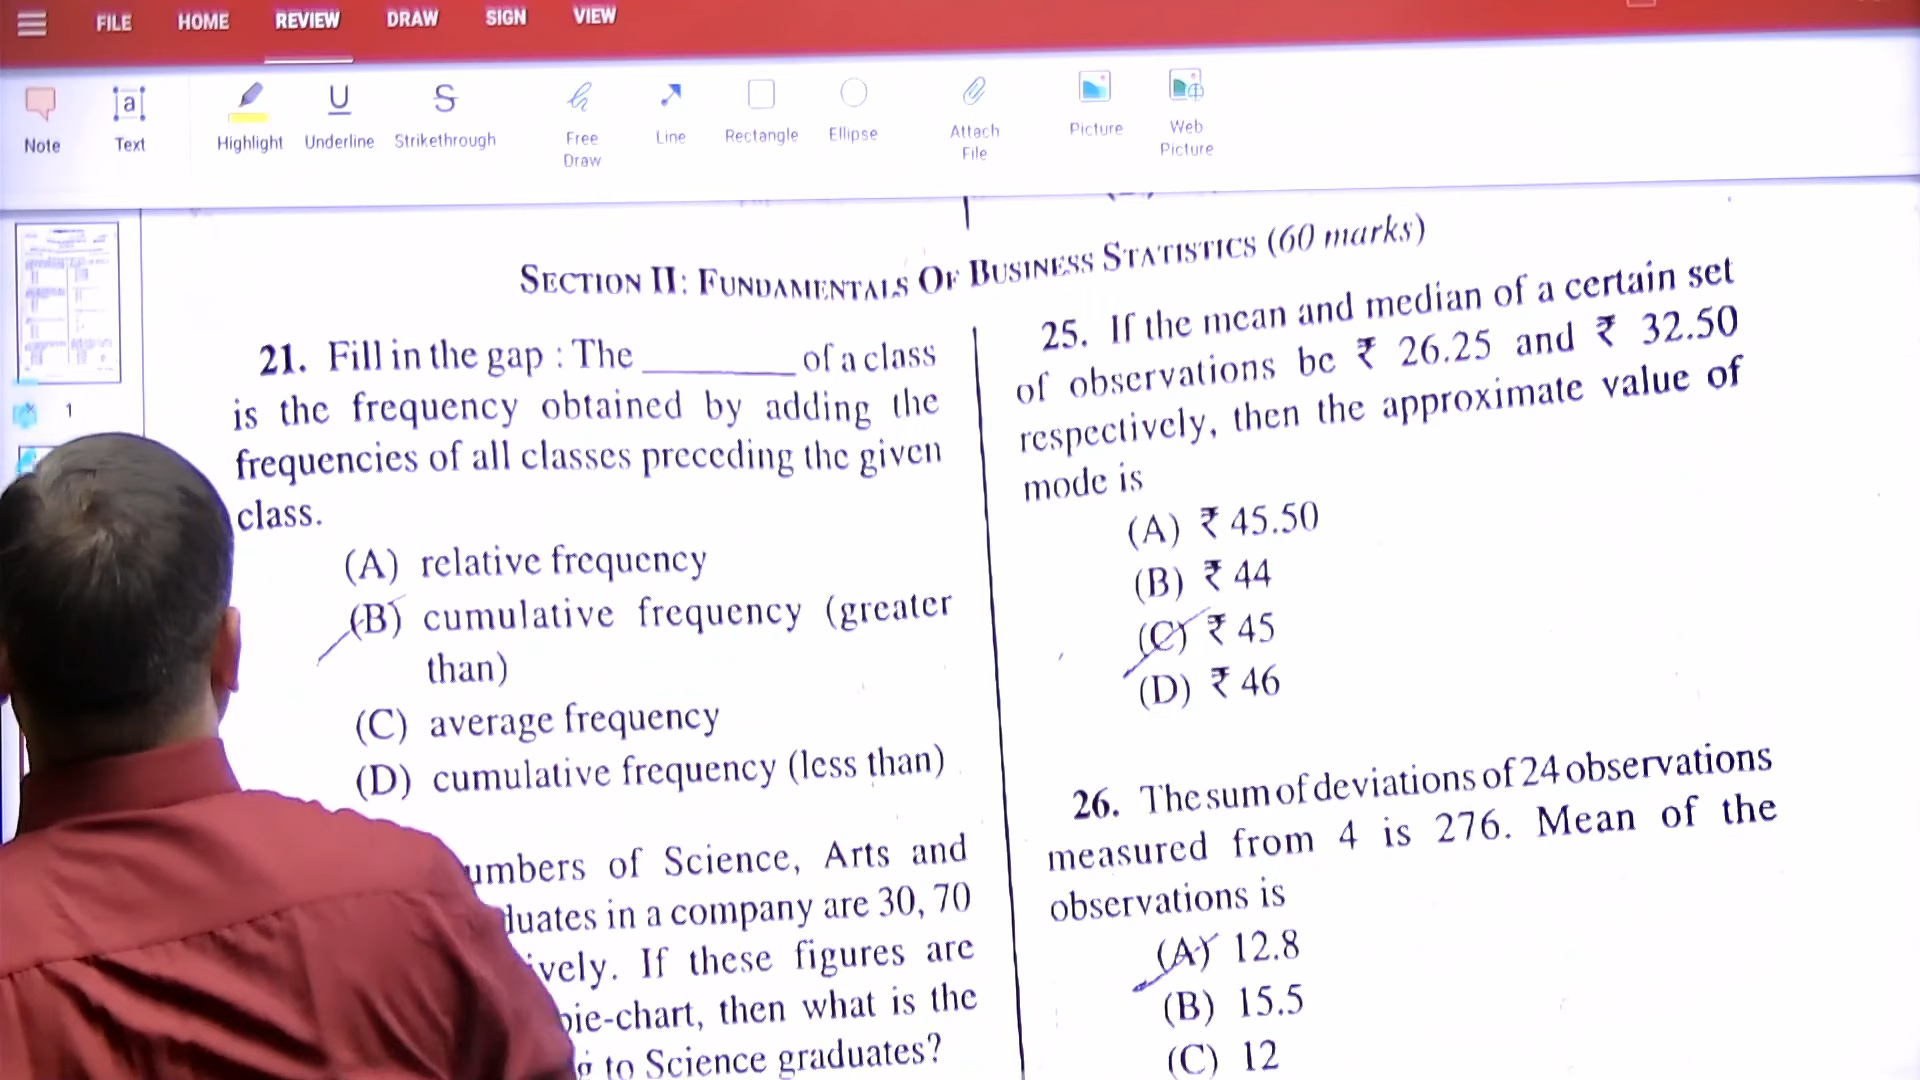 FILE HOME REVIEW DRAW SIGN VIEW
Note Text Highlight Underline Strikethrough Free Draw Line Rectangle Ellipse Attach File Picture Web Picture
1
SECTION II: FUNDAMENTALS OF BUSINESS STATISTICS (60 marks)
21. Fill in the gap : The ________ of a class
is the frequency obtained by adding the
frequencies of all classes preceding the given
class.
(A) relative frequency
(B) cumulative frequency (greater
than)
(C) average frequency
(D) cumulative frequency (less than)
umbers of Science, Arts and
duates in a company are 30, 70
ively. If these figures are
pie-chart, then what is the
g to Science graduates?
25. If the mean and median of a certain set
of observations be ₹ 26.25 and ₹ 32.50
respectively, then the approximate value of
mode is
(A) ₹ 45.50
(B) ₹ 44
(C) ₹ 45
(D) ₹ 46
26. The sum of deviations of 24 observations
measured from 4 is 276. Mean of the
observations is
(A) 12.8
(B) 15.5
(C) 12